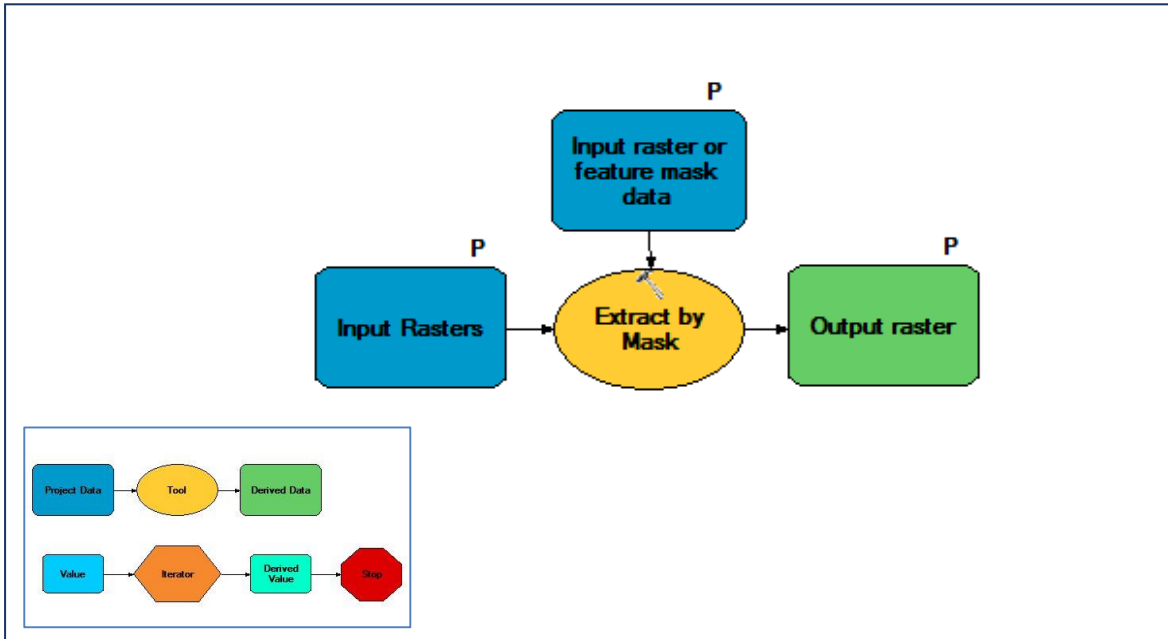 P
Input raster or
feature mask
data
P
Input Rasters
Extract by
Mask
P
Output raster
Project Data
Tool
Derived Data
Value
Iterator
Derived
Value
Stop